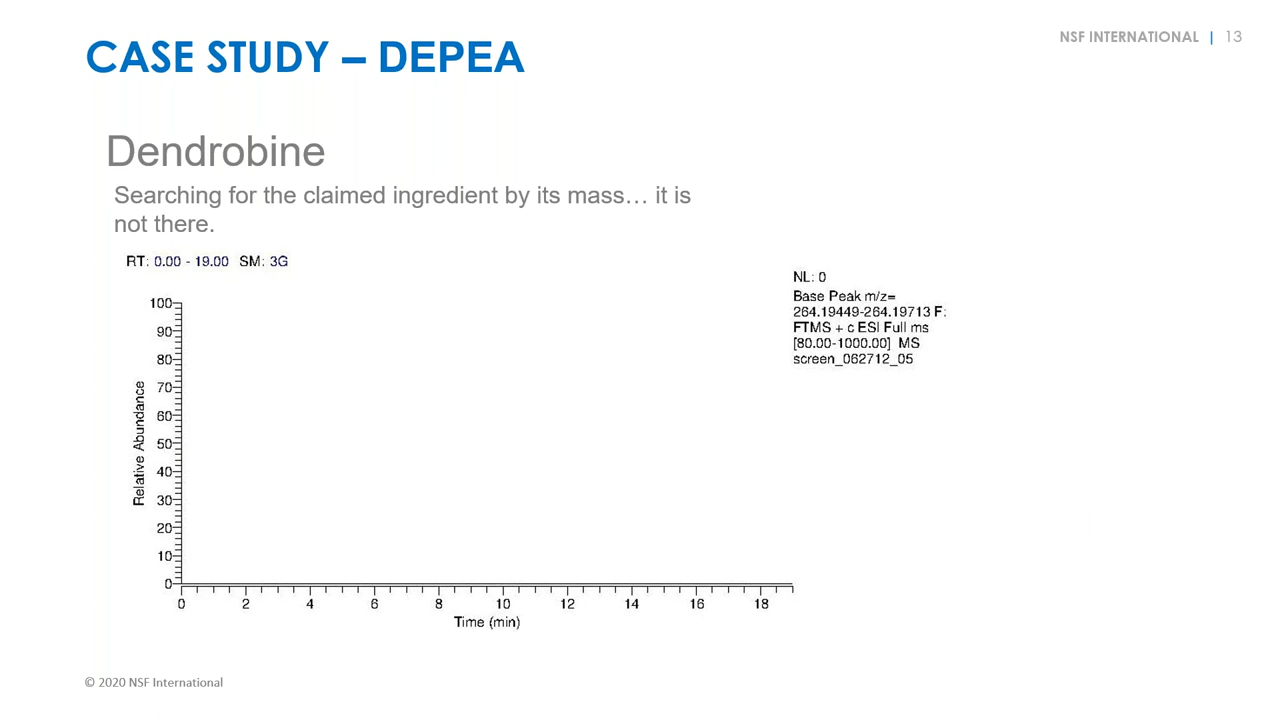 CASE STUDY – DEPEA
NSF INTERNATIONAL | 13
Dendrobine
Searching for the claimed ingredient by its mass… it is
not there.
RT: 0.00 - 19.00 SM: 3G
NL: 0
Base Peak m/z=
264.19449-264.19713 F:
FTMS + c ESI Full ms
[80.00-1000.00] MS
screen_062712_05
100
90
80
70
60
50
40
30
20
10
0
Relative Abundance
0 2 4 6 8 10 12 14 16 18
Time (min)
© 2020 NSF International